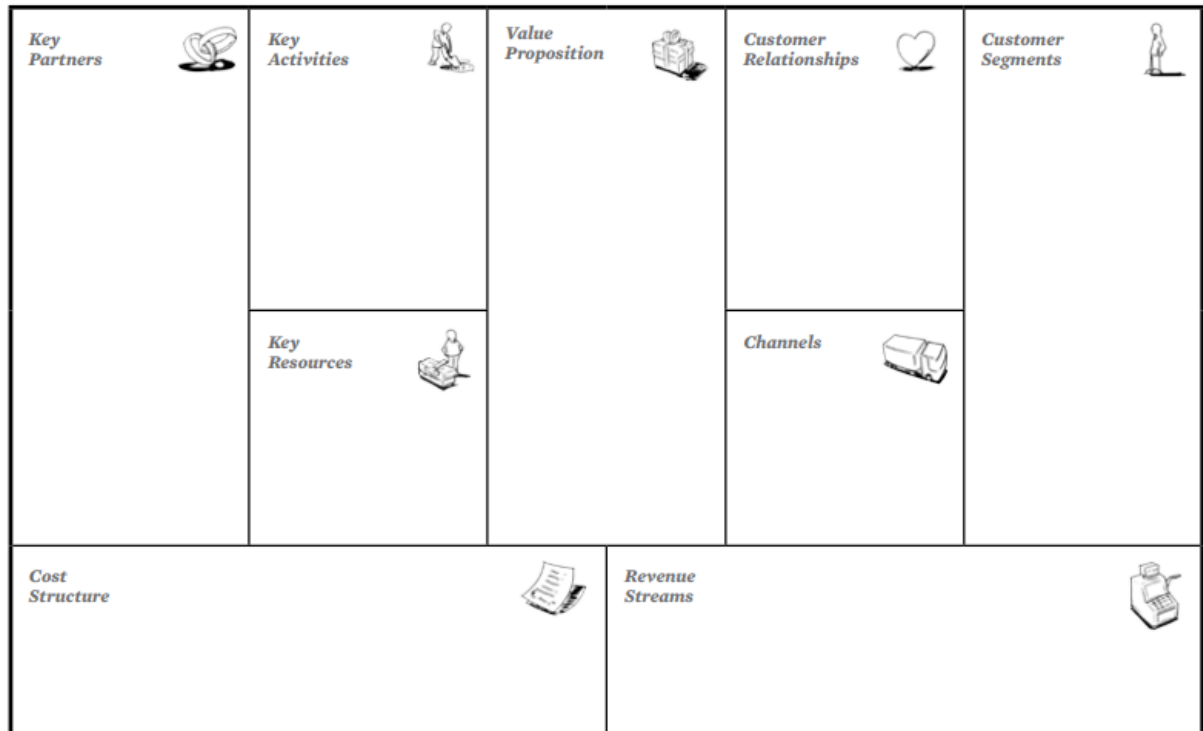 Key
Partners
Key
Activities
Value
Proposition
Customer
Relationships
Customer
Segments
Key
Resources
Channels
Cost
Structure
Revenue
Streams